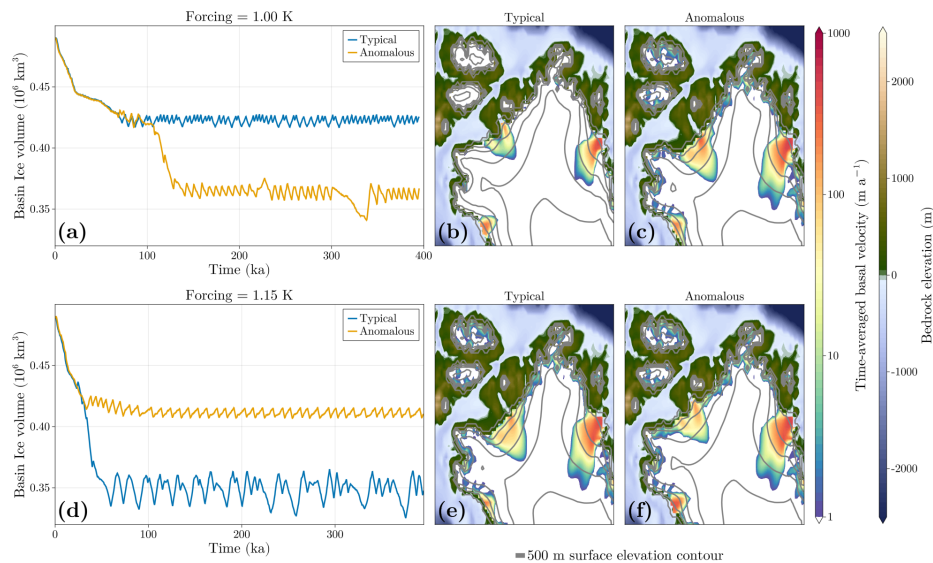 Forcing = 1.00 K
Typical
Anomalous
Typical
Anomalous
Basin Ice volume (10⁶ km³)
0.45
0.40
0.35
0
100
200
300
400
Time (ka)
(a)
(b)
(c)
Forcing = 1.15 K
Typical
Anomalous
Typical
Anomalous
Basin Ice volume (10⁶ km³)
0.45
0.40
0.35
0
100
200
300
Time (ka)
(d)
(e)
(f)
1000
100
10
1
Time-averaged basal velocity (m a⁻¹)
2000
1000
0
-1000
-2000
Bedrock elevation (m)
500 m surface elevation contour